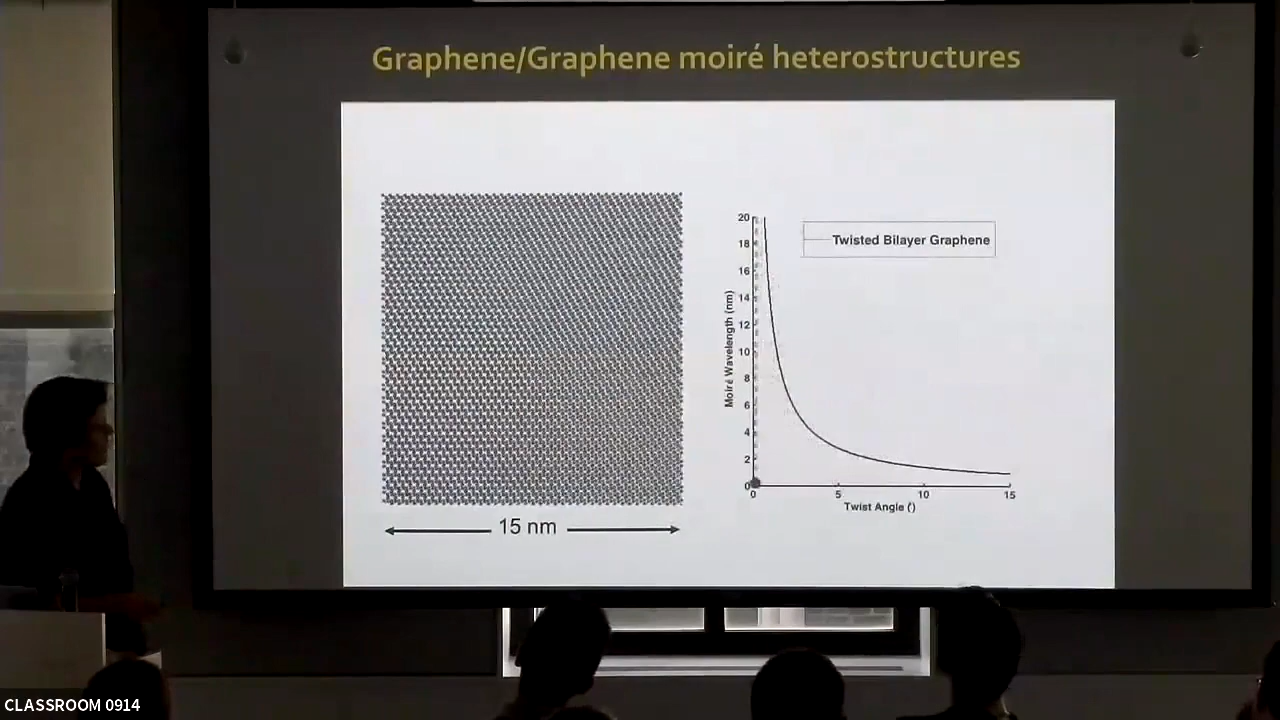 Graphene/Graphene moiré heterostructures
Twisted Bilayer Graphene
20
18
16
14
12
10
8
6
4
2
0
Moiré Wavelength (nm)
0 5 10 15
Twist Angle (°)
15 nm
CLASSROOM 0914